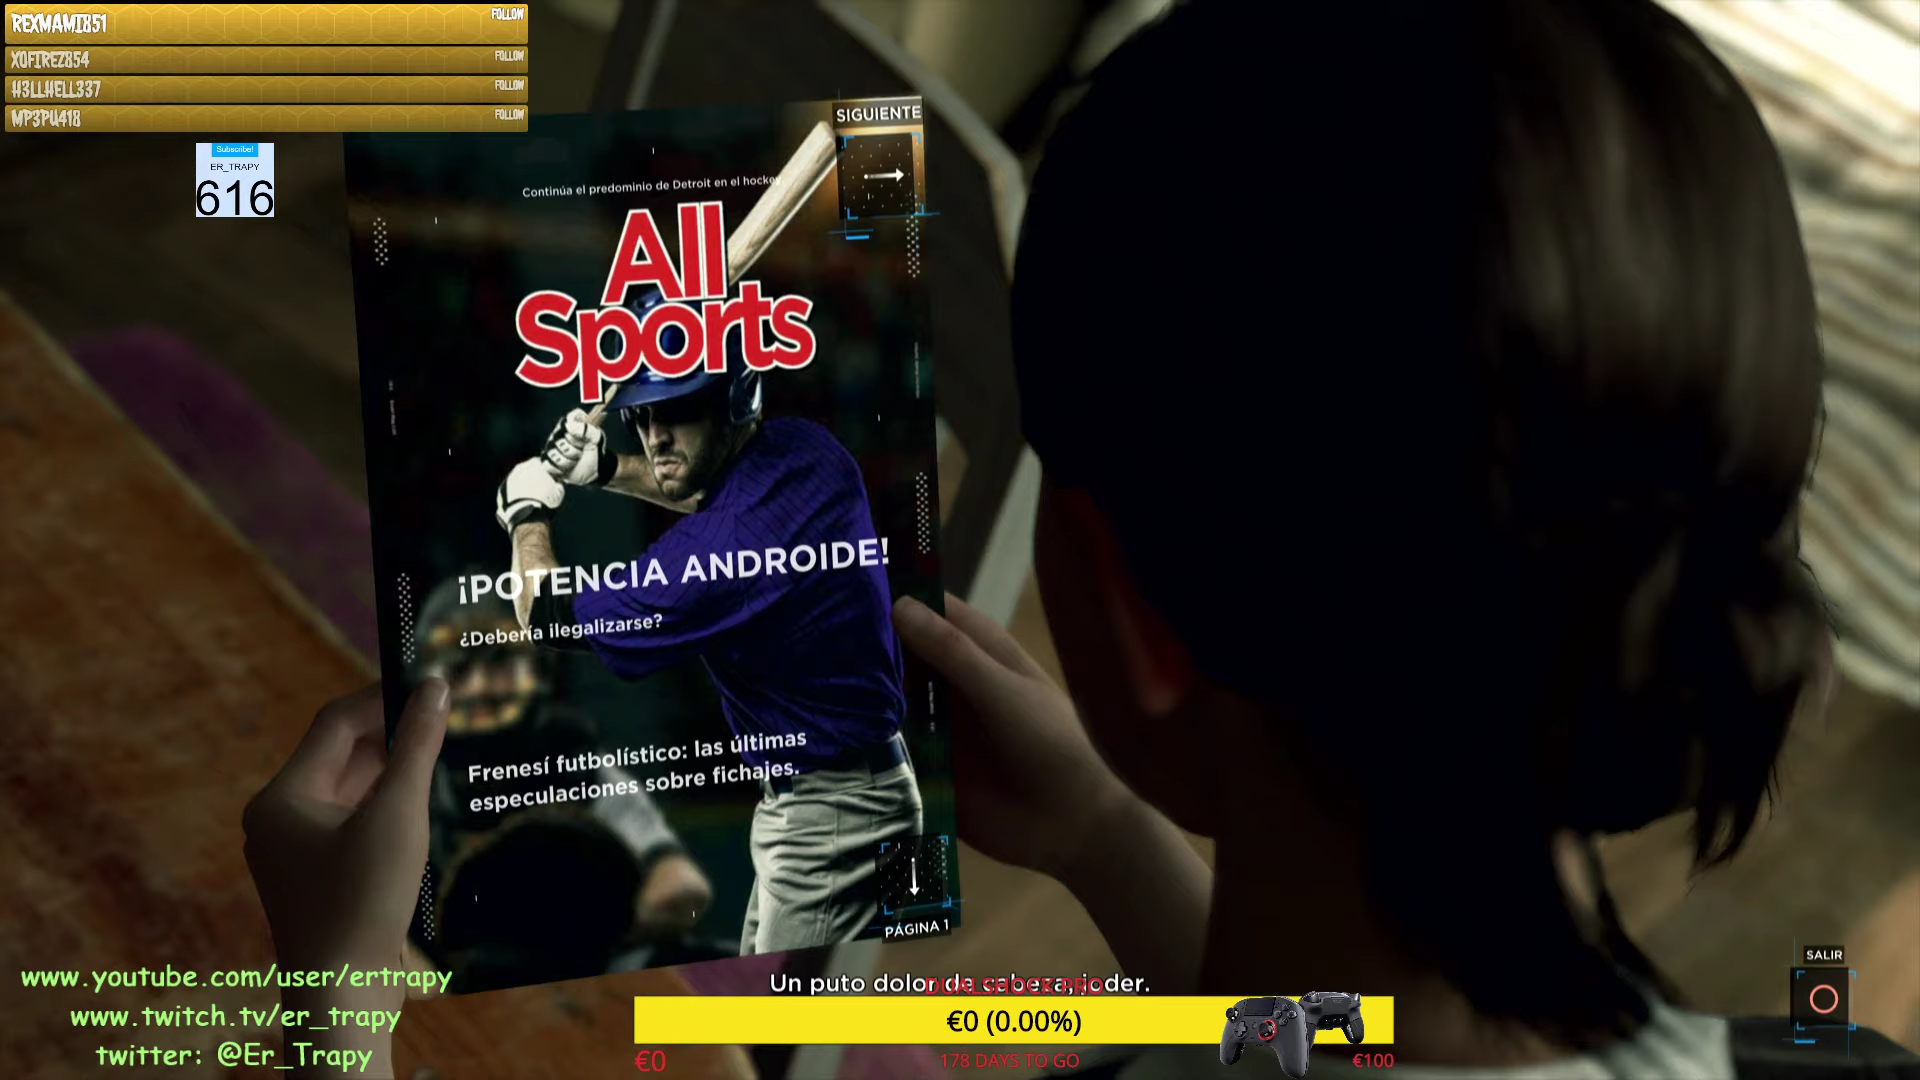 REXMAMI851
FOLLOW
XOFIREZ854
FOLLOW
H3LLHELL337
FOLLOW
MP3PU418
FOLLOW
Subscribe!
ER_TRAPY
616
SIGUIENTE
Continúa el predominio de Detroit en el hockey.
All
Sports
¡POTENCIA ANDROIDE!
¿Debería ilegalizarse?
Frenesí futbolístico: las últimas
especulaciones sobre fichajes.
PÁGINA 1
SALIR
www.youtube.com/user/ertrapy
www.twitch.tv/er_trapy
twitter: @Er_Trapy
Un puto dolor de cabeza, joder.
DUALSHOCK PRO
€0 (0.00%)
€0
178 DAYS TO GO
€100